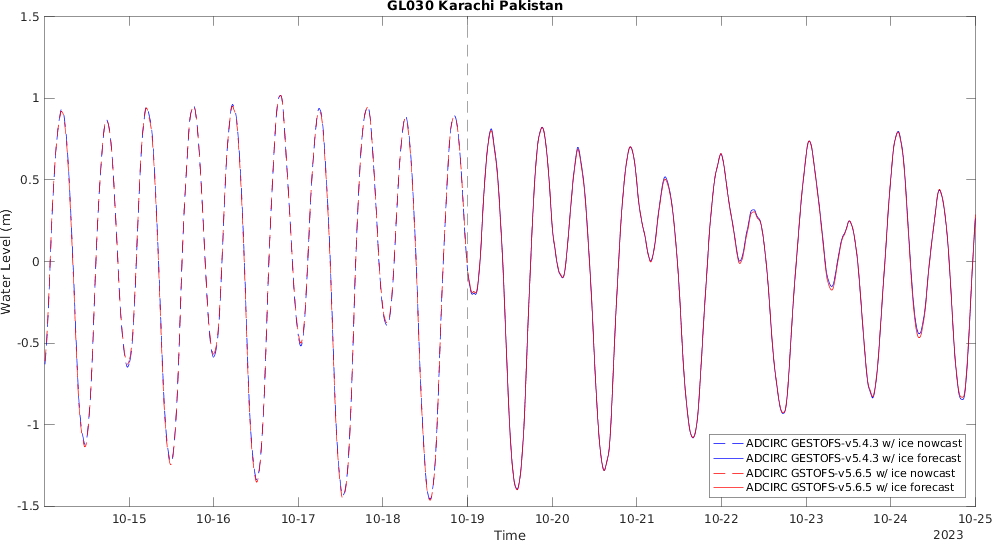 GL030 Karachi Pakistan
Water Level (m)
1.5
1
0.5
0
-0.5
-1
-1.5
10-15 10-16 10-17 10-18 10-19 10-20 10-21 10-22 10-23 10-24 10-25
Time
2023
ADCIRC GESTOFS-v5.4.3 w/ ice nowcast
ADCIRC GESTOFS-v5.4.3 w/ ice forecast
ADCIRC GSTOFS-v5.6.5 w/ ice nowcast
ADCIRC GSTOFS-v5.6.5 w/ ice forecast